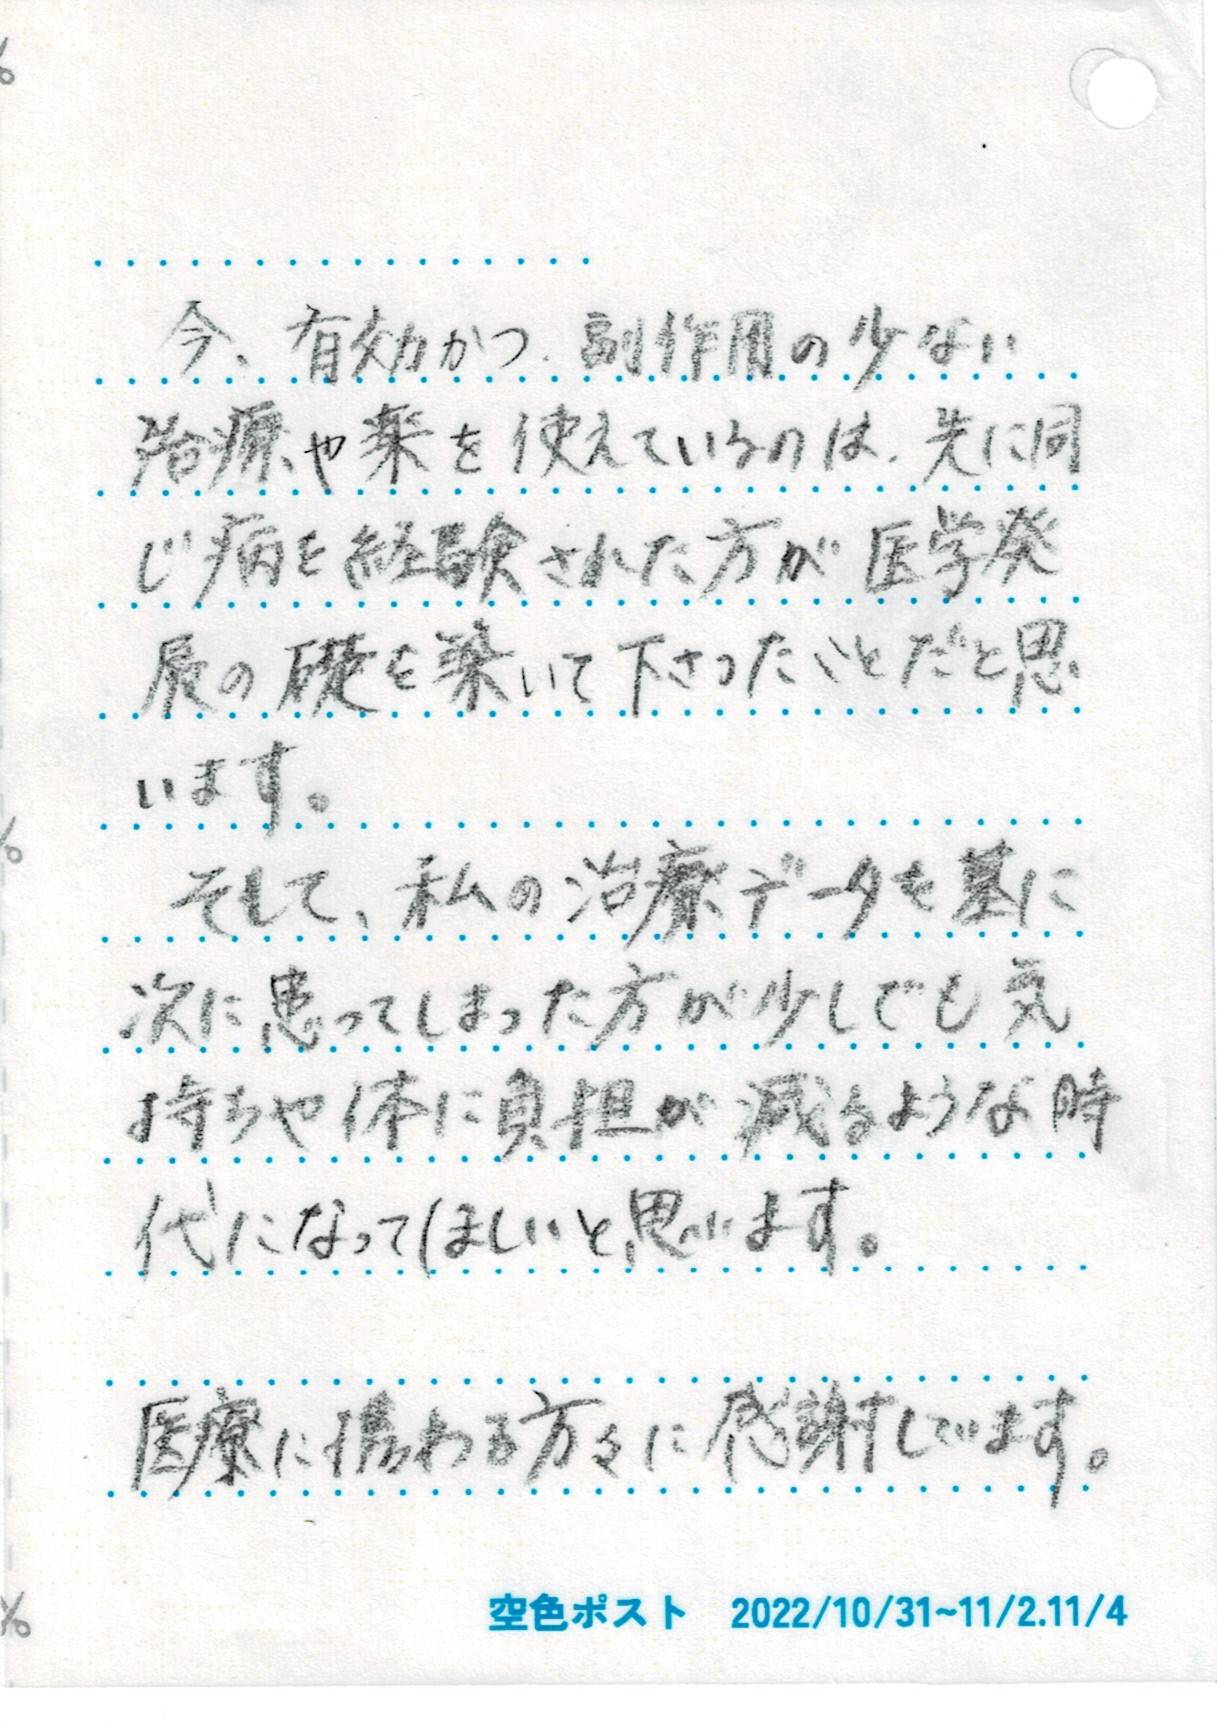 今、有効かつ、副作用の少ない
治療や薬を使えているのは、先に同
じ病を経験された方が医学発
展の礎を築いて下さったことだと思
います。
そして、私の治療データを基に
次に患ってしまった方が少しでも気
持ちや体に負担が減るような時
代になってほしいと思います。
医療に携わる方々に感謝しています。
空色ポスト 2022/10/31~11/2.11/4